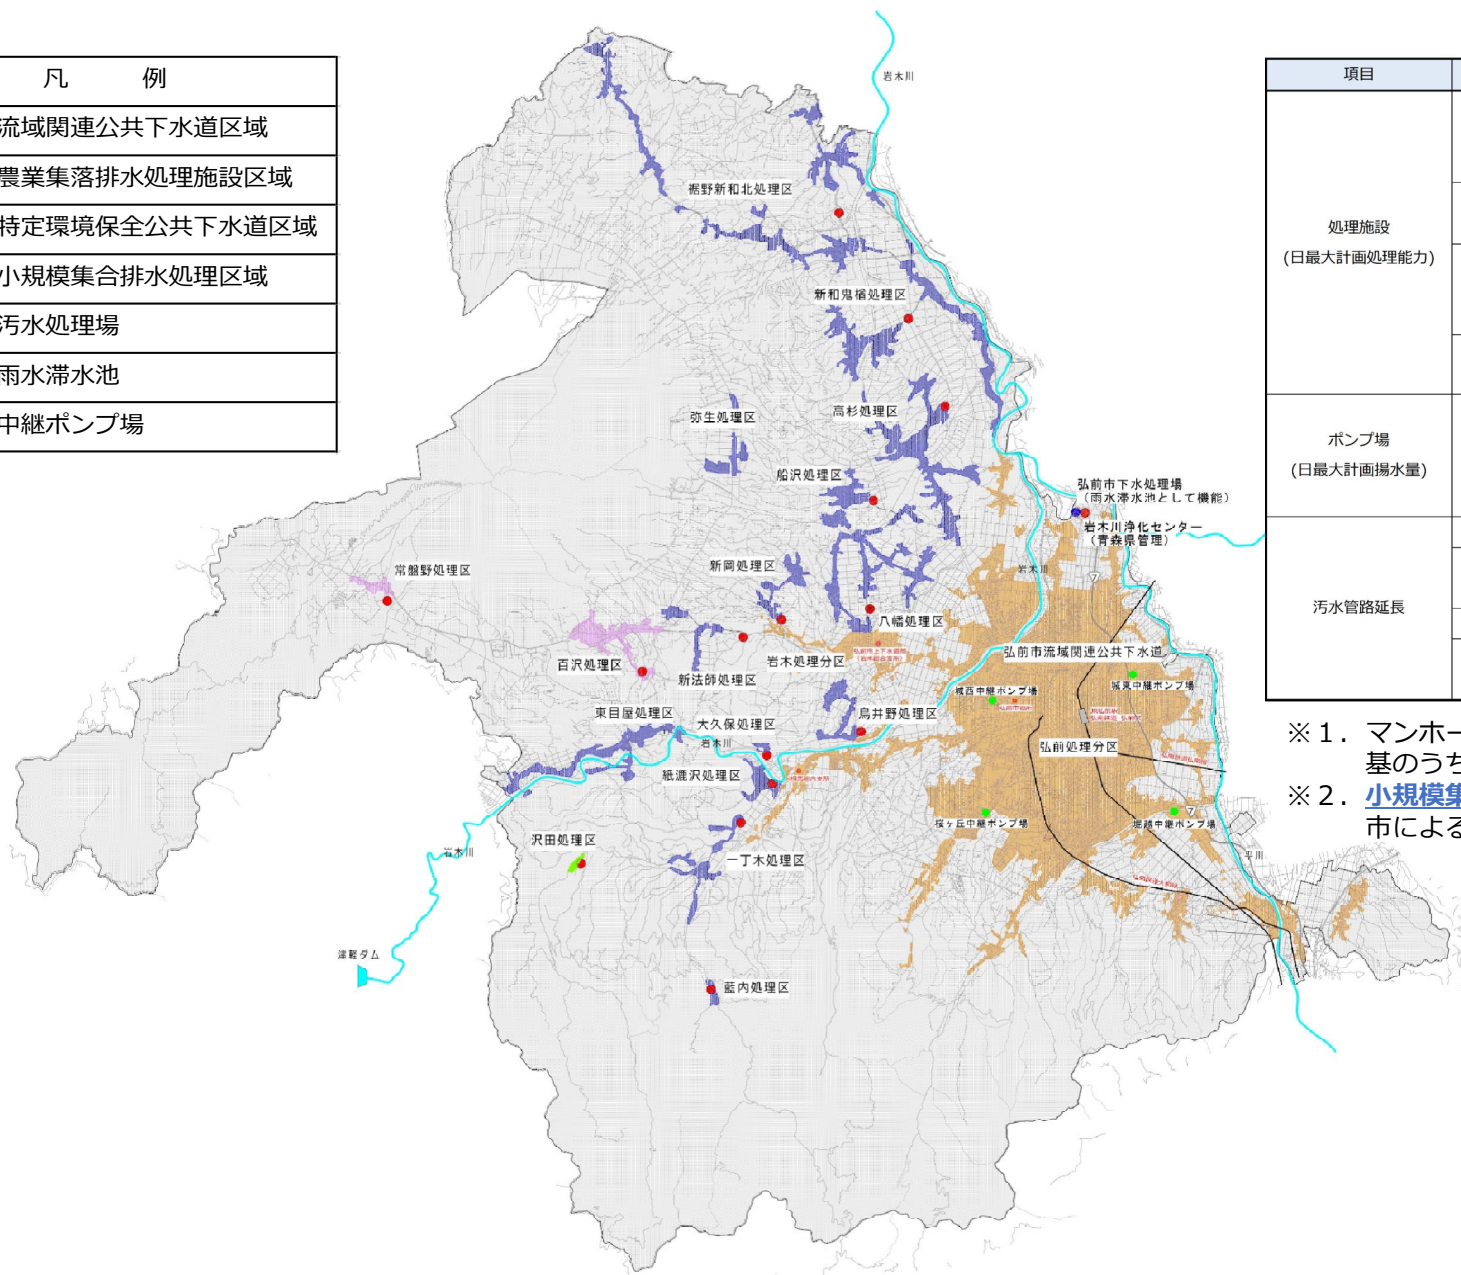 凡 例
流域関連公共下水道区域
農業集落排水処理施設区域
特定環境保全公共下水道区域
小規模集合排水処理区域
汚水処理場
雨水滞水池
中継ポンプ場
岩木川
裾野新和北処理区
新和鬼楢処理区
弥生処理区
高杉処理区
船沢処理区
弘前市下水処理場
(雨水滞水池として機能)
岩木川浄化センター
(青森県管理)
常盤野処理区
新岡処理区
岩木川
7
八幡処理区
百沢処理区
新法師処理区
岩木処理分区
弘前市流域関連公共下水道
城西中継ポンプ場
城東中継ポンプ場
東目屋処理区
大久保処理区
鳥井野処理区
岩木川
弘前処理分区
紙漉沢処理区
桜ヶ丘中継ポンプ場
堀越中継ポンプ場
7
沢田処理区
一丁木処理区
岩木川
平川
津軽ダム
藍内処理区
項目
処理施設
(日最大計画処理能力)
ポンプ場
(日最大計画揚水量)
汚水管路延長
※1. マンホー
基のうち
※2. 小規模集
市による